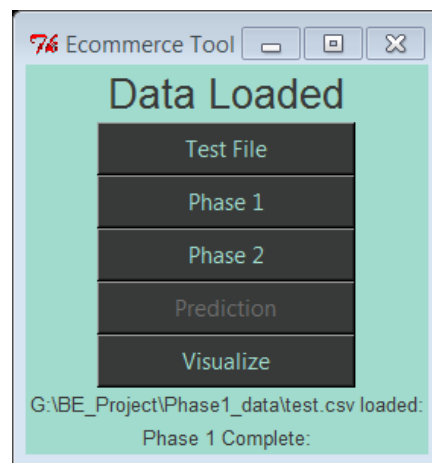 Ecommerce Tool
Data Loaded
Test File
Phase 1
Phase 2
Prediction
Visualize
G:\BE_Project\Phase1_data\test.csv loaded:
Phase 1 Complete: